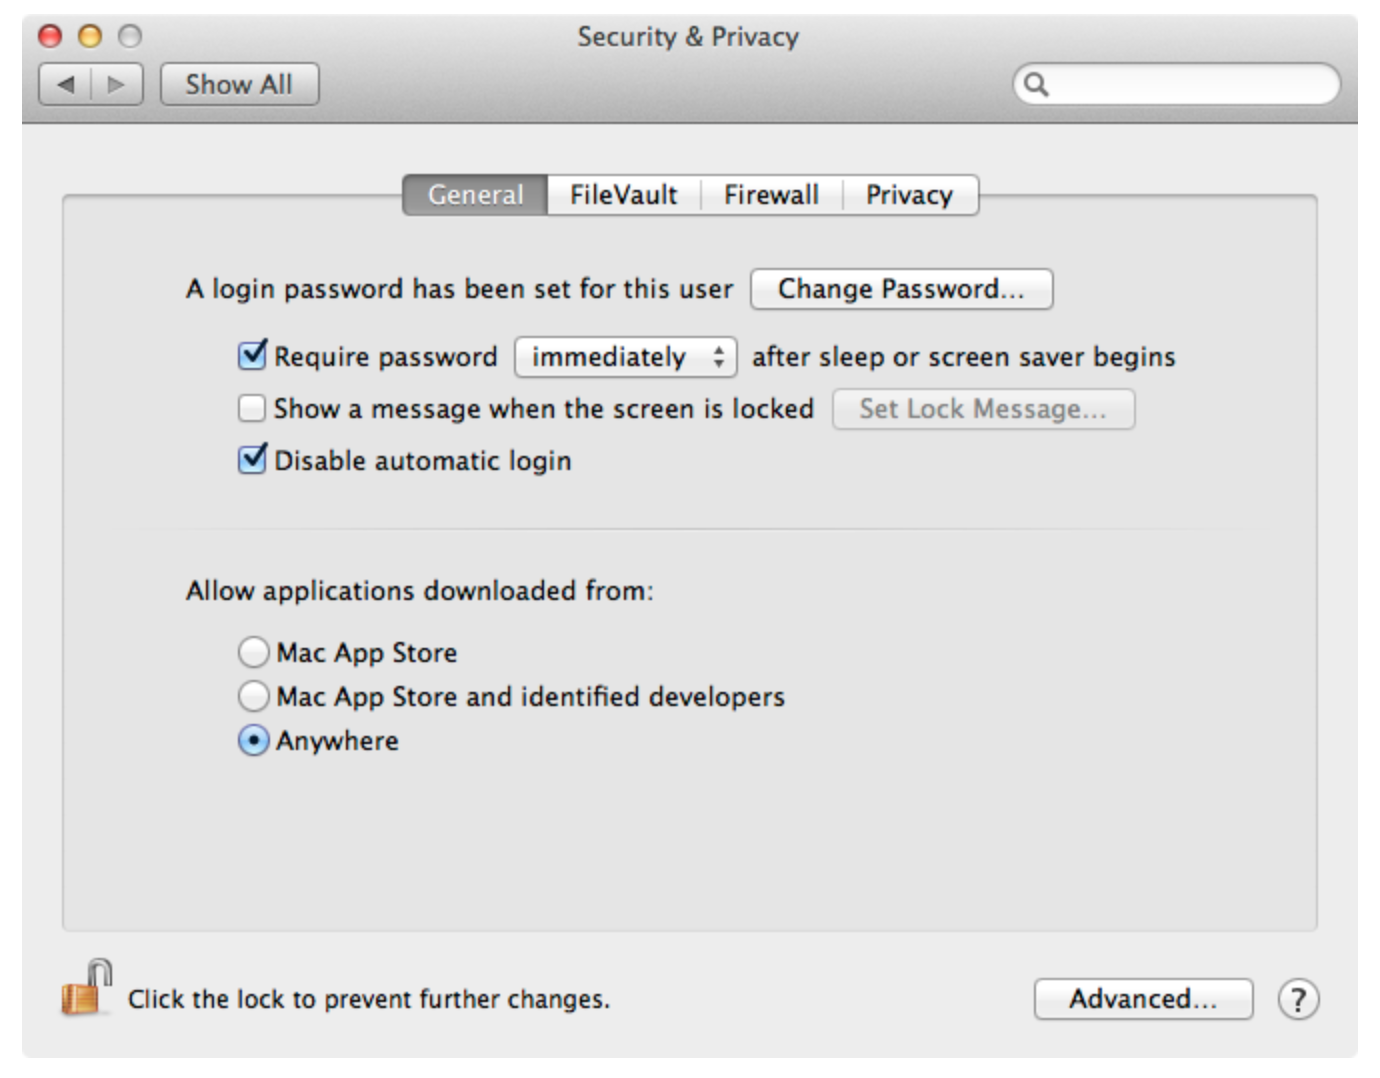 Security & Privacy
Show All
General FileVault Firewall Privacy
A login password has been set for this user Change Password...
Require password immediately after sleep or screen saver begins
Show a message when the screen is locked Set Lock Message...
Disable automatic login
Allow applications downloaded from:
Mac App Store
Mac App Store and identified developers
Anywhere
Click the lock to prevent further changes. Advanced... ?